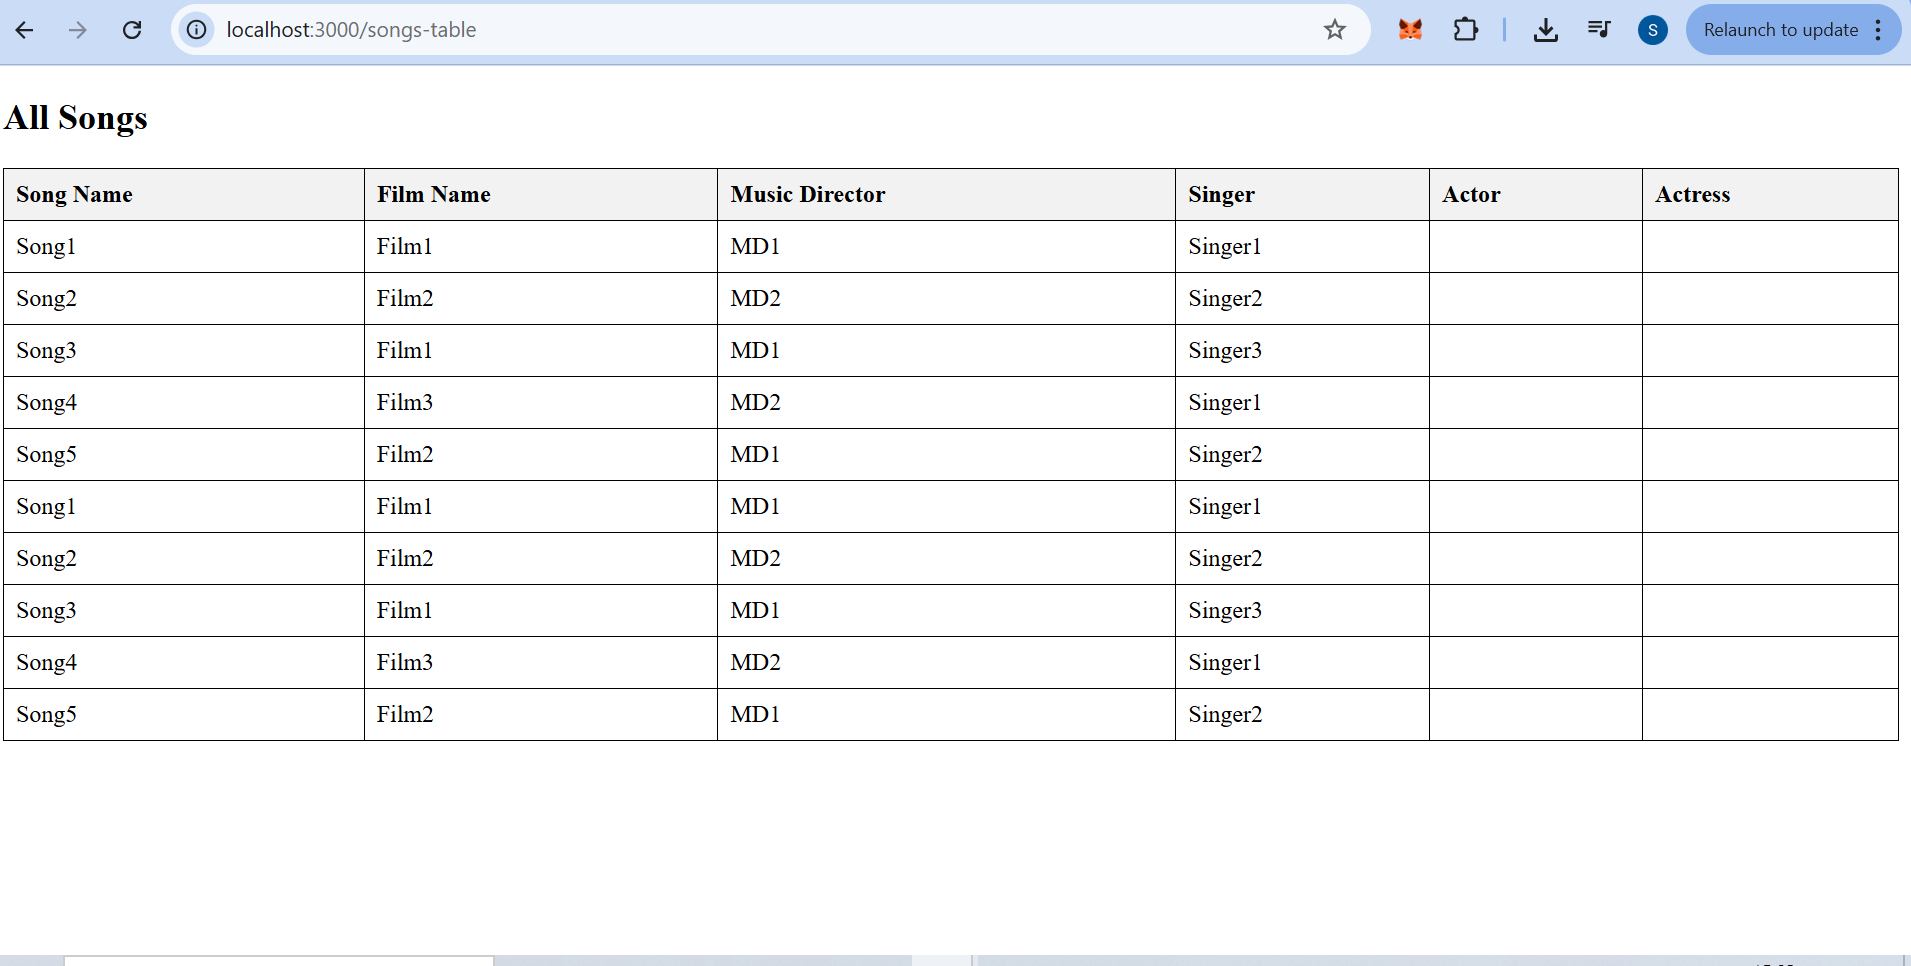 localhost:3000/songs-table
S
Relaunch to update
All Songs
Song Name Film Name Music Director Singer Actor Actress
Song1 Film1 MD1 Singer1
Song2 Film2 MD2 Singer2
Song3 Film1 MD1 Singer3
Song4 Film3 MD2 Singer1
Song5 Film2 MD1 Singer2
Song1 Film1 MD1 Singer1
Song2 Film2 MD2 Singer2
Song3 Film1 MD1 Singer3
Song4 Film3 MD2 Singer1
Song5 Film2 MD1 Singer2